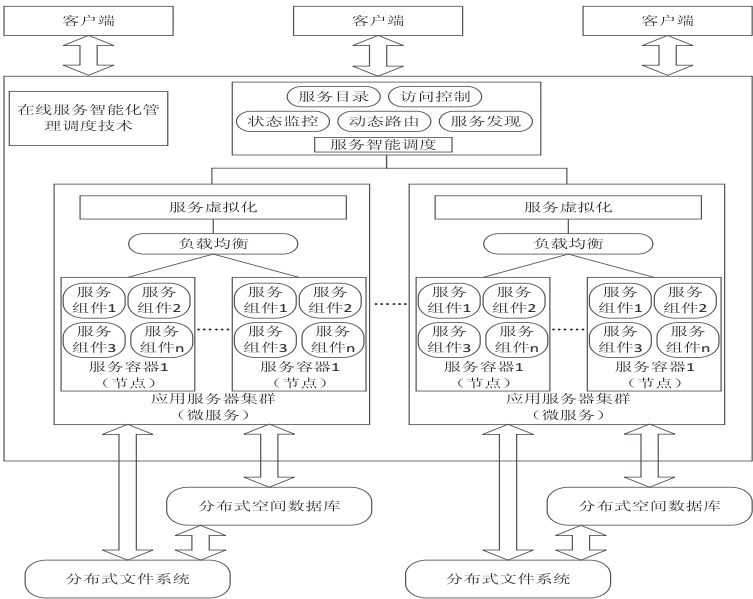 客户端 客户端 客户端
在线服务智能化管
理调度技术
服务目录 访问控制
状态监控 动态路由 服务发现
服务智能调度
服务虚拟化 服务虚拟化
负载均衡 负载均衡
服务 服务 服务 服务 服务 服务 服务 服务
组件1 组件2 组件1 组件2 组件1 组件2 组件1 组件2
服务 服务 服务 服务 服务 服务 服务 服务
组件3 组件n 组件3 组件n 组件3 组件n 组件3 组件n
服务容器1 服务容器1 服务容器1 服务容器1
（节点） （节点） （节点） （节点）
应用服务器集群 应用服务器集群
（微服务） （微服务）
分布式空间数据库 分布式空间数据库
分布式文件系统 分布式文件系统